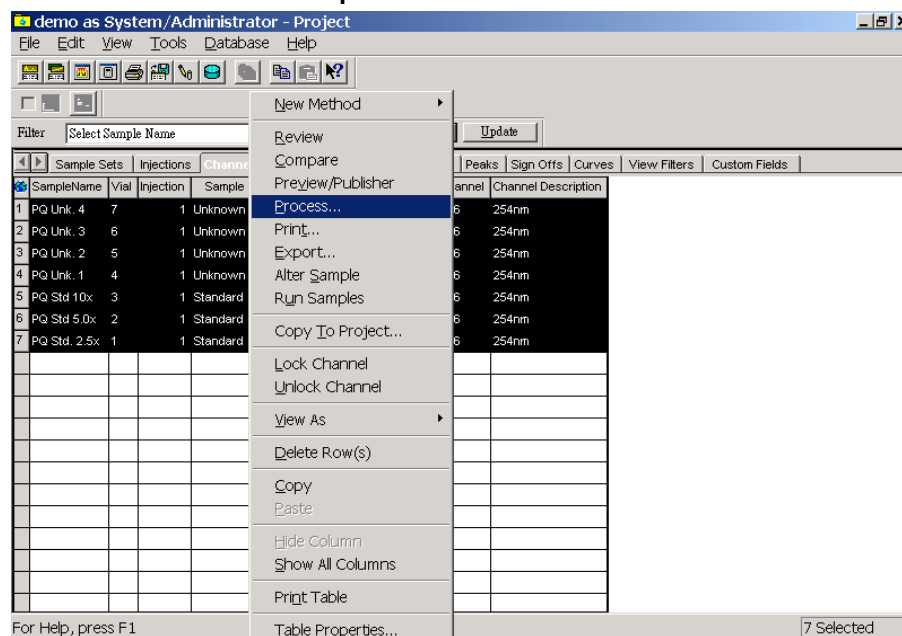 demo as System/Administrator - Project
File Edit View Tools Database Help
Filter Select Sample Name Update
Sample Sets Injections Channe Peaks Sign Offs Curves View Filters Custom Fields
SampleName Vial Injection Sample annel Channel Description
1 PQ Unk. 4 7 1 Unknown 6 254nm
2 PQ Unk. 3 6 1 Unknown 6 254nm
3 PQ Unk. 2 5 1 Unknown 6 254nm
4 PQ Unk. 1 4 1 Unknown 6 254nm
5 PQ Std 10x 3 1 Standard 6 254nm
6 PQ Std 5.0x 2 1 Standard 6 254nm
7 PQ Std. 2.5x 1 1 Standard 6 254nm
New Method
Review
Compare
Preview/Publisher
Process...
Print...
Export...
Alter Sample
Run Samples
Copy To Project...
Lock Channel
Unlock Channel
View As
Delete Row(s)
Copy
Paste
Hide Column
Show All Columns
Print Table
Table Properties...
For Help, press F1 7 Selected